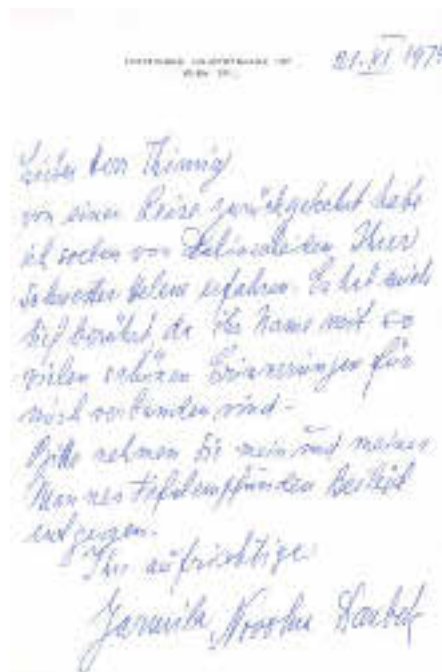 WIEN
21. XI 1974
Lieber Herr Thimig
von einer Reise zurückgekehrt habe
ich soeben vom Dahinscheiden Ihrer
Schwester Helene erfahren. Es hat mich
tief berührt, da ihr Name mit so
vielen schönen Erinnerungen für
mich verbunden sind -
Bitte nehmen Sie mein und meines
Mannes tiefstempfunden Beileid
entgegen.
Ihre aufrichtige
Jarmila Novotna Daubek